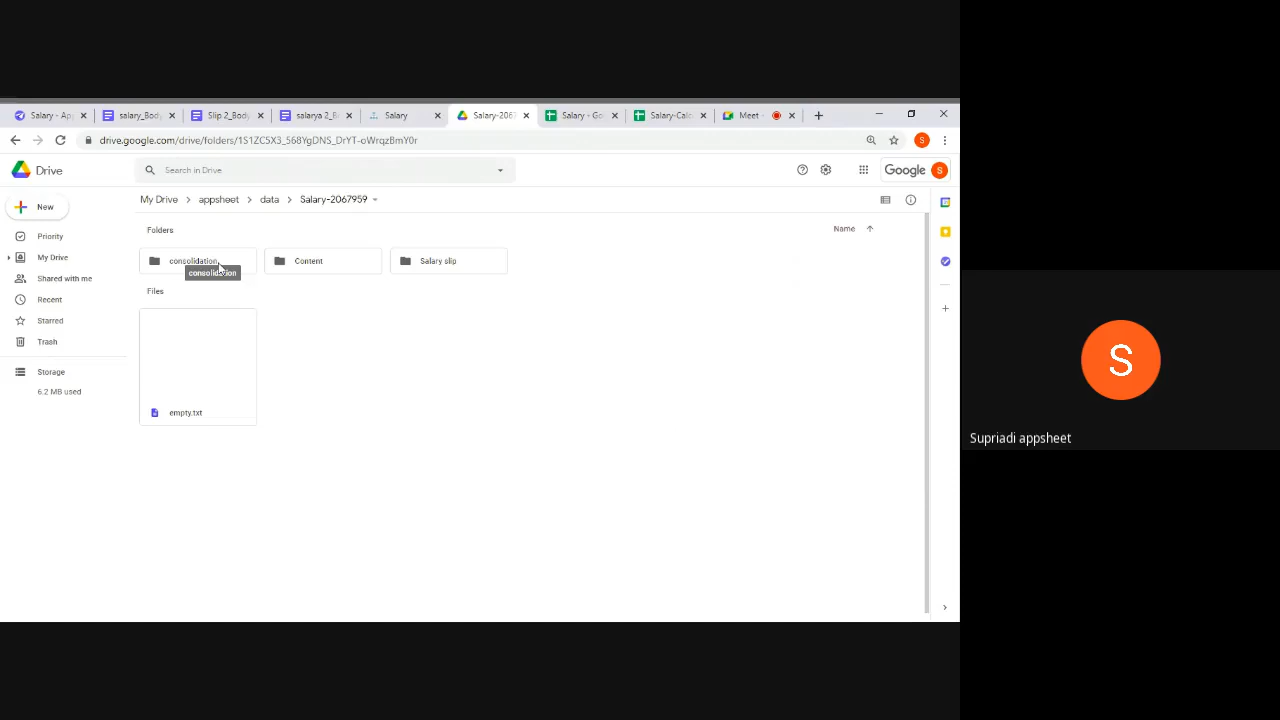 Salary - Ap
salary_Body
Slip 2_Body
salarya 2_B
Salary
Salary-2067
Salary - Go
Salary-Calc
Meet -
drive.google.com/drive/folders/1S1ZC5X3_568YgDNS_DrYT-oWrqzBmY0r
Drive
Search in Drive
Google
S
S
New
My Drive > appsheet > data > Salary-2067959
Priority
My Drive
Shared with me
Recent
Starred
Trash
Storage
6.2 MB used
Folders
Name
consolidation
Content
Salary slip
consolidation
Files
empty.txt
S
Supriadi appsheet